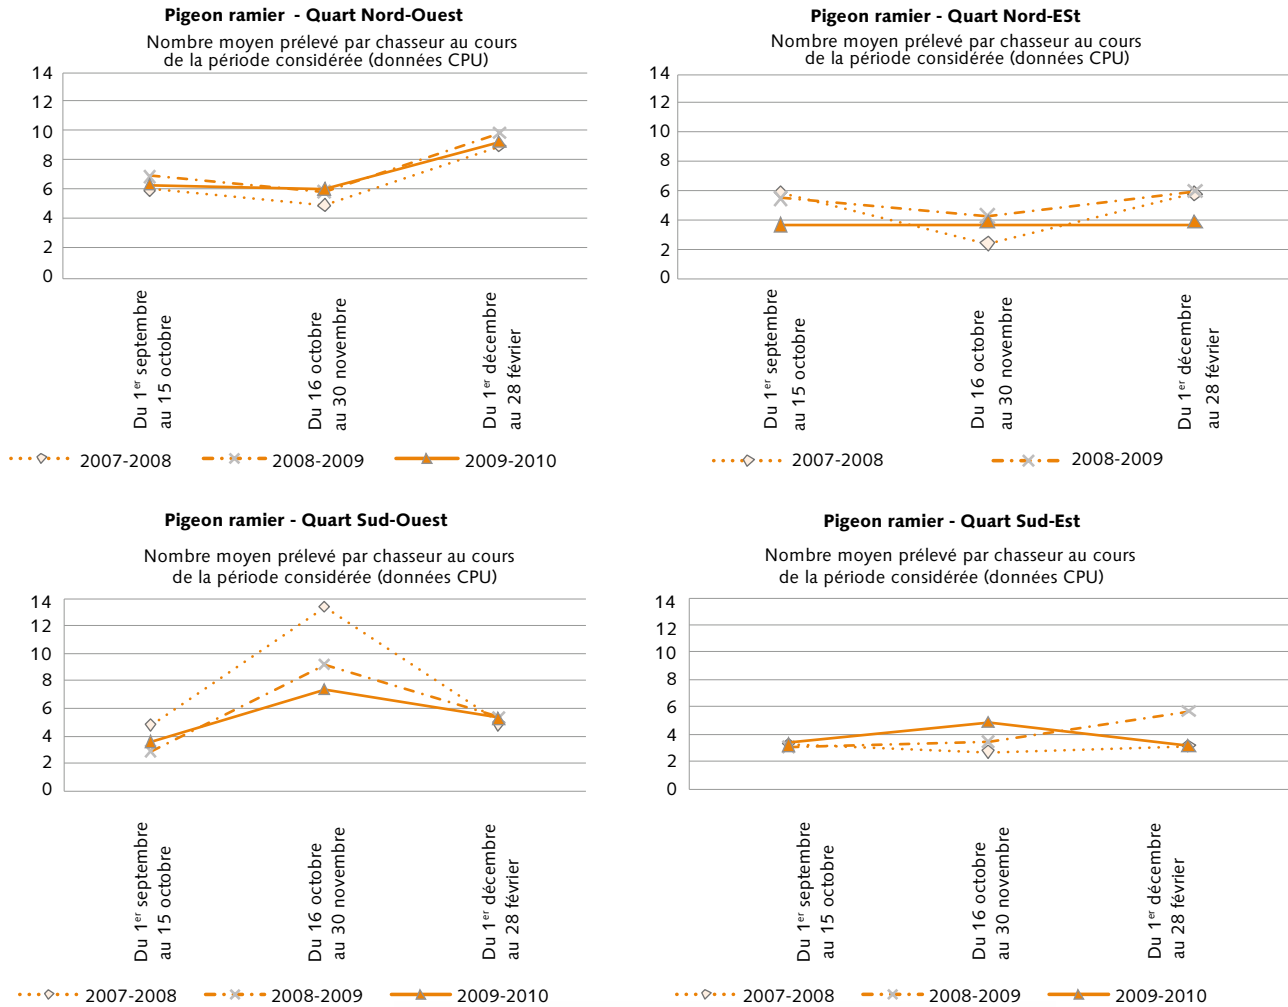 Pigeon ramier - Quart Nord-Ouest
Nombre moyen prélevé par chasseur au cours
de la période considérée (données CPU)
14
12
10
8
6
4
2
0
Du 1er septembre
au 15 octobre
Du 16 octobre
au 30 novembre
Du 1er décembre
au 28 février
2007-2008
2008-2009
2009-2010
Pigeon ramier - Quart Nord-ESt
Nombre moyen prélevé par chasseur au cours
de la période considérée (données CPU)
14
12
10
8
6
4
2
0
Du 1er septembre
au 15 octobre
Du 16 octobre
au 30 novembre
Du 1er décembre
au 28 février
2007-2008
2008-2009
Pigeon ramier - Quart Sud-Ouest
Nombre moyen prélevé par chasseur au cours
de la période considérée (données CPU)
14
12
10
8
6
4
2
0
Du 1er septembre
au 15 octobre
Du 16 octobre
au 30 novembre
Du 1er décembre
au 28 février
2007-2008
2008-2009
2009-2010
Pigeon ramier - Quart Sud-Est
Nombre moyen prélevé par chasseur au cours
de la période considérée (données CPU)
14
12
10
8
6
4
2
0
Du 1er septembre
au 15 octobre
Du 16 octobre
au 30 novembre
Du 1er décembre
au 28 février
2007-2008
2008-2009
2009-2010